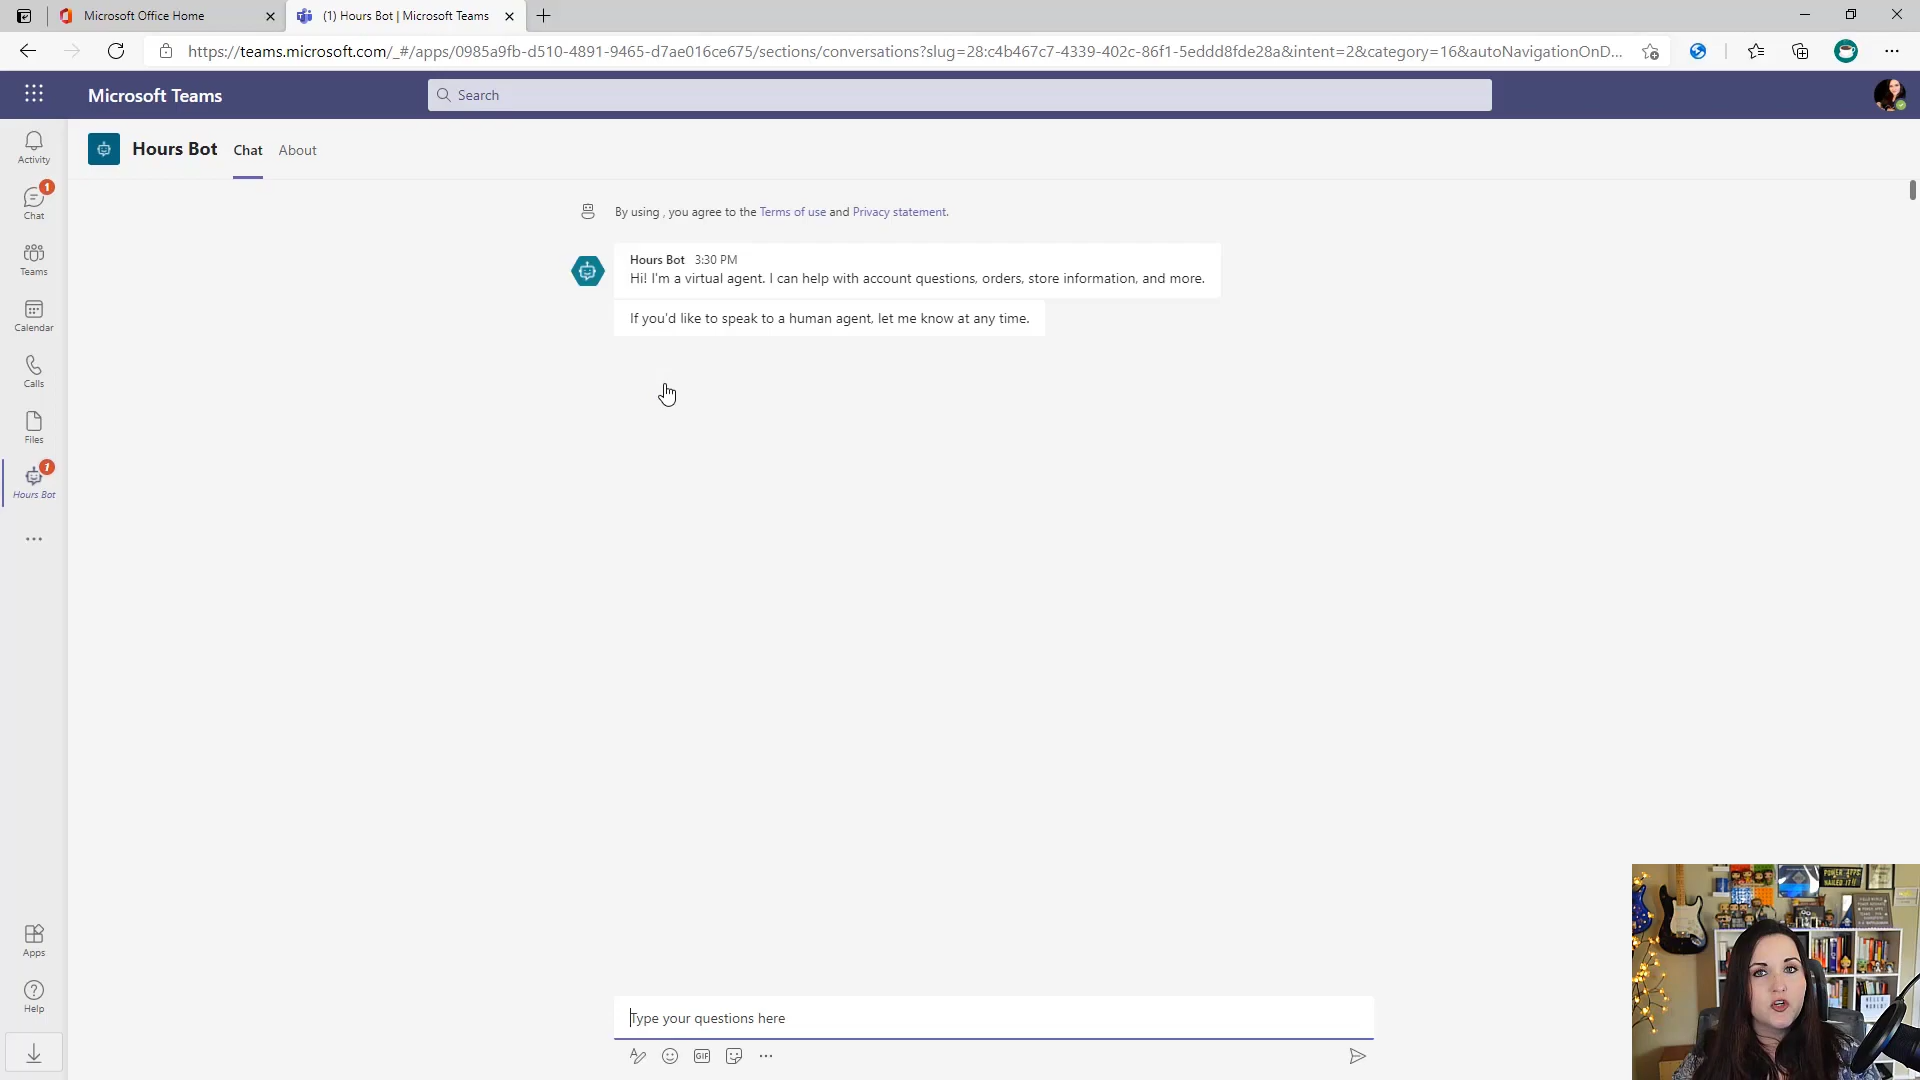 Microsoft Office Home
(1) Hours Bot | Microsoft Teams
https://teams.microsoft.com/_#/apps/0985a9fb-d510-4891-9465-d7ae016ce675/sections/conversations?slug=28:c4b467c7-4339-402c-86f1-5eddd8fde28a&intent=2&category=16&autoNavigationOnD...
Microsoft Teams
Search
Activity
1
Chat
Teams
Calendar
Calls
Files
1
Hours Bot
Apps
Help
Hours Bot
Chat
About
By using , you agree to the Terms of use and Privacy statement.
Hours Bot 3:30 PM
Hi! I'm a virtual agent. I can help with account questions, orders, store information, and more.
If you'd like to speak to a human agent, let me know at any time.
Type your questions here
GIF